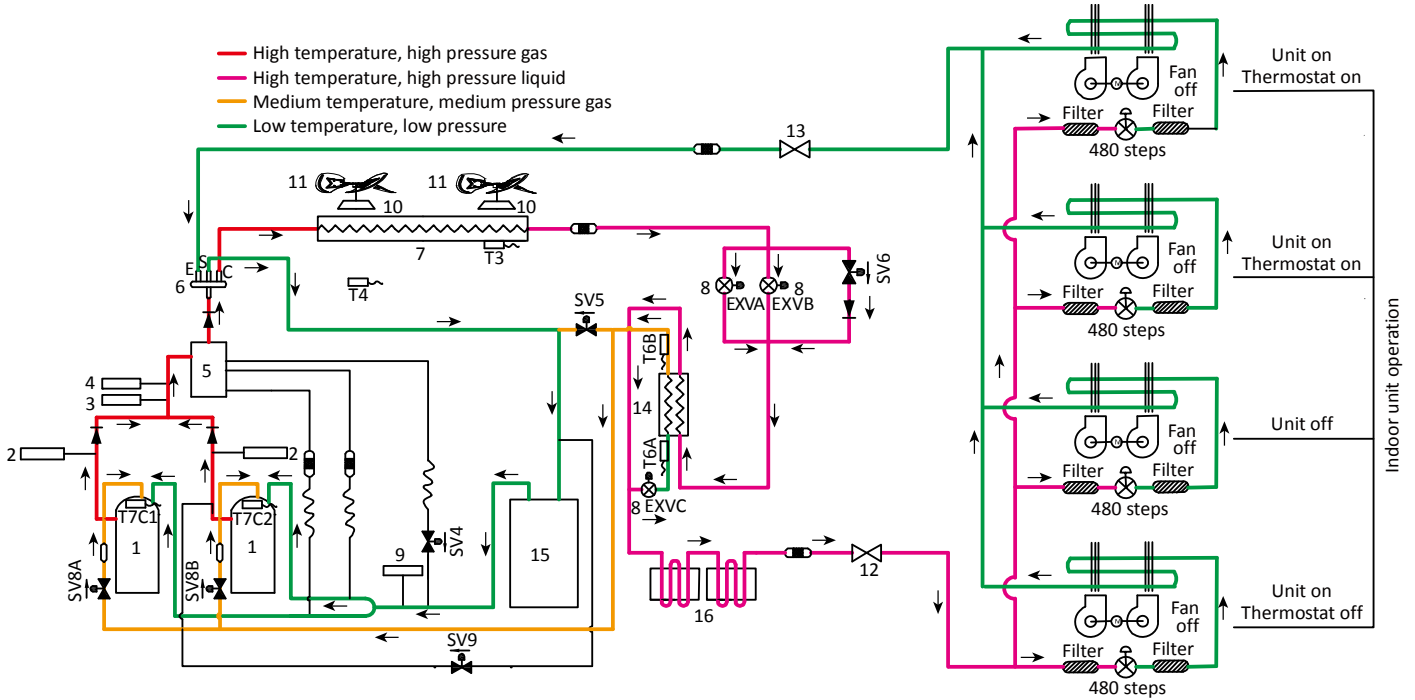 High temperature, high pressure gas
High temperature, high pressure liquid
Medium temperature, medium pressure gas
Low temperature, low pressure
13
11
11
10
10
7
T3
T4
E
S
C
6
5
4
3
2
2
T7C1
T7C2
1
1
SV8A
SV8B
SV9
9
SV4
15
SV5
T6B
14
T6A
8
EXVC
8
EXVA
8
EXVB
SV6
16
12
Fan
off
Filter
Filter
480 steps
Unit on
Thermostat on
Fan
off
Filter
Filter
480 steps
Unit on
Thermostat on
Fan
off
Filter
Filter
480 steps
Unit off
Fan
off
Filter
Filter
480 steps
Unit on
Thermostat off
Indoor unit operation